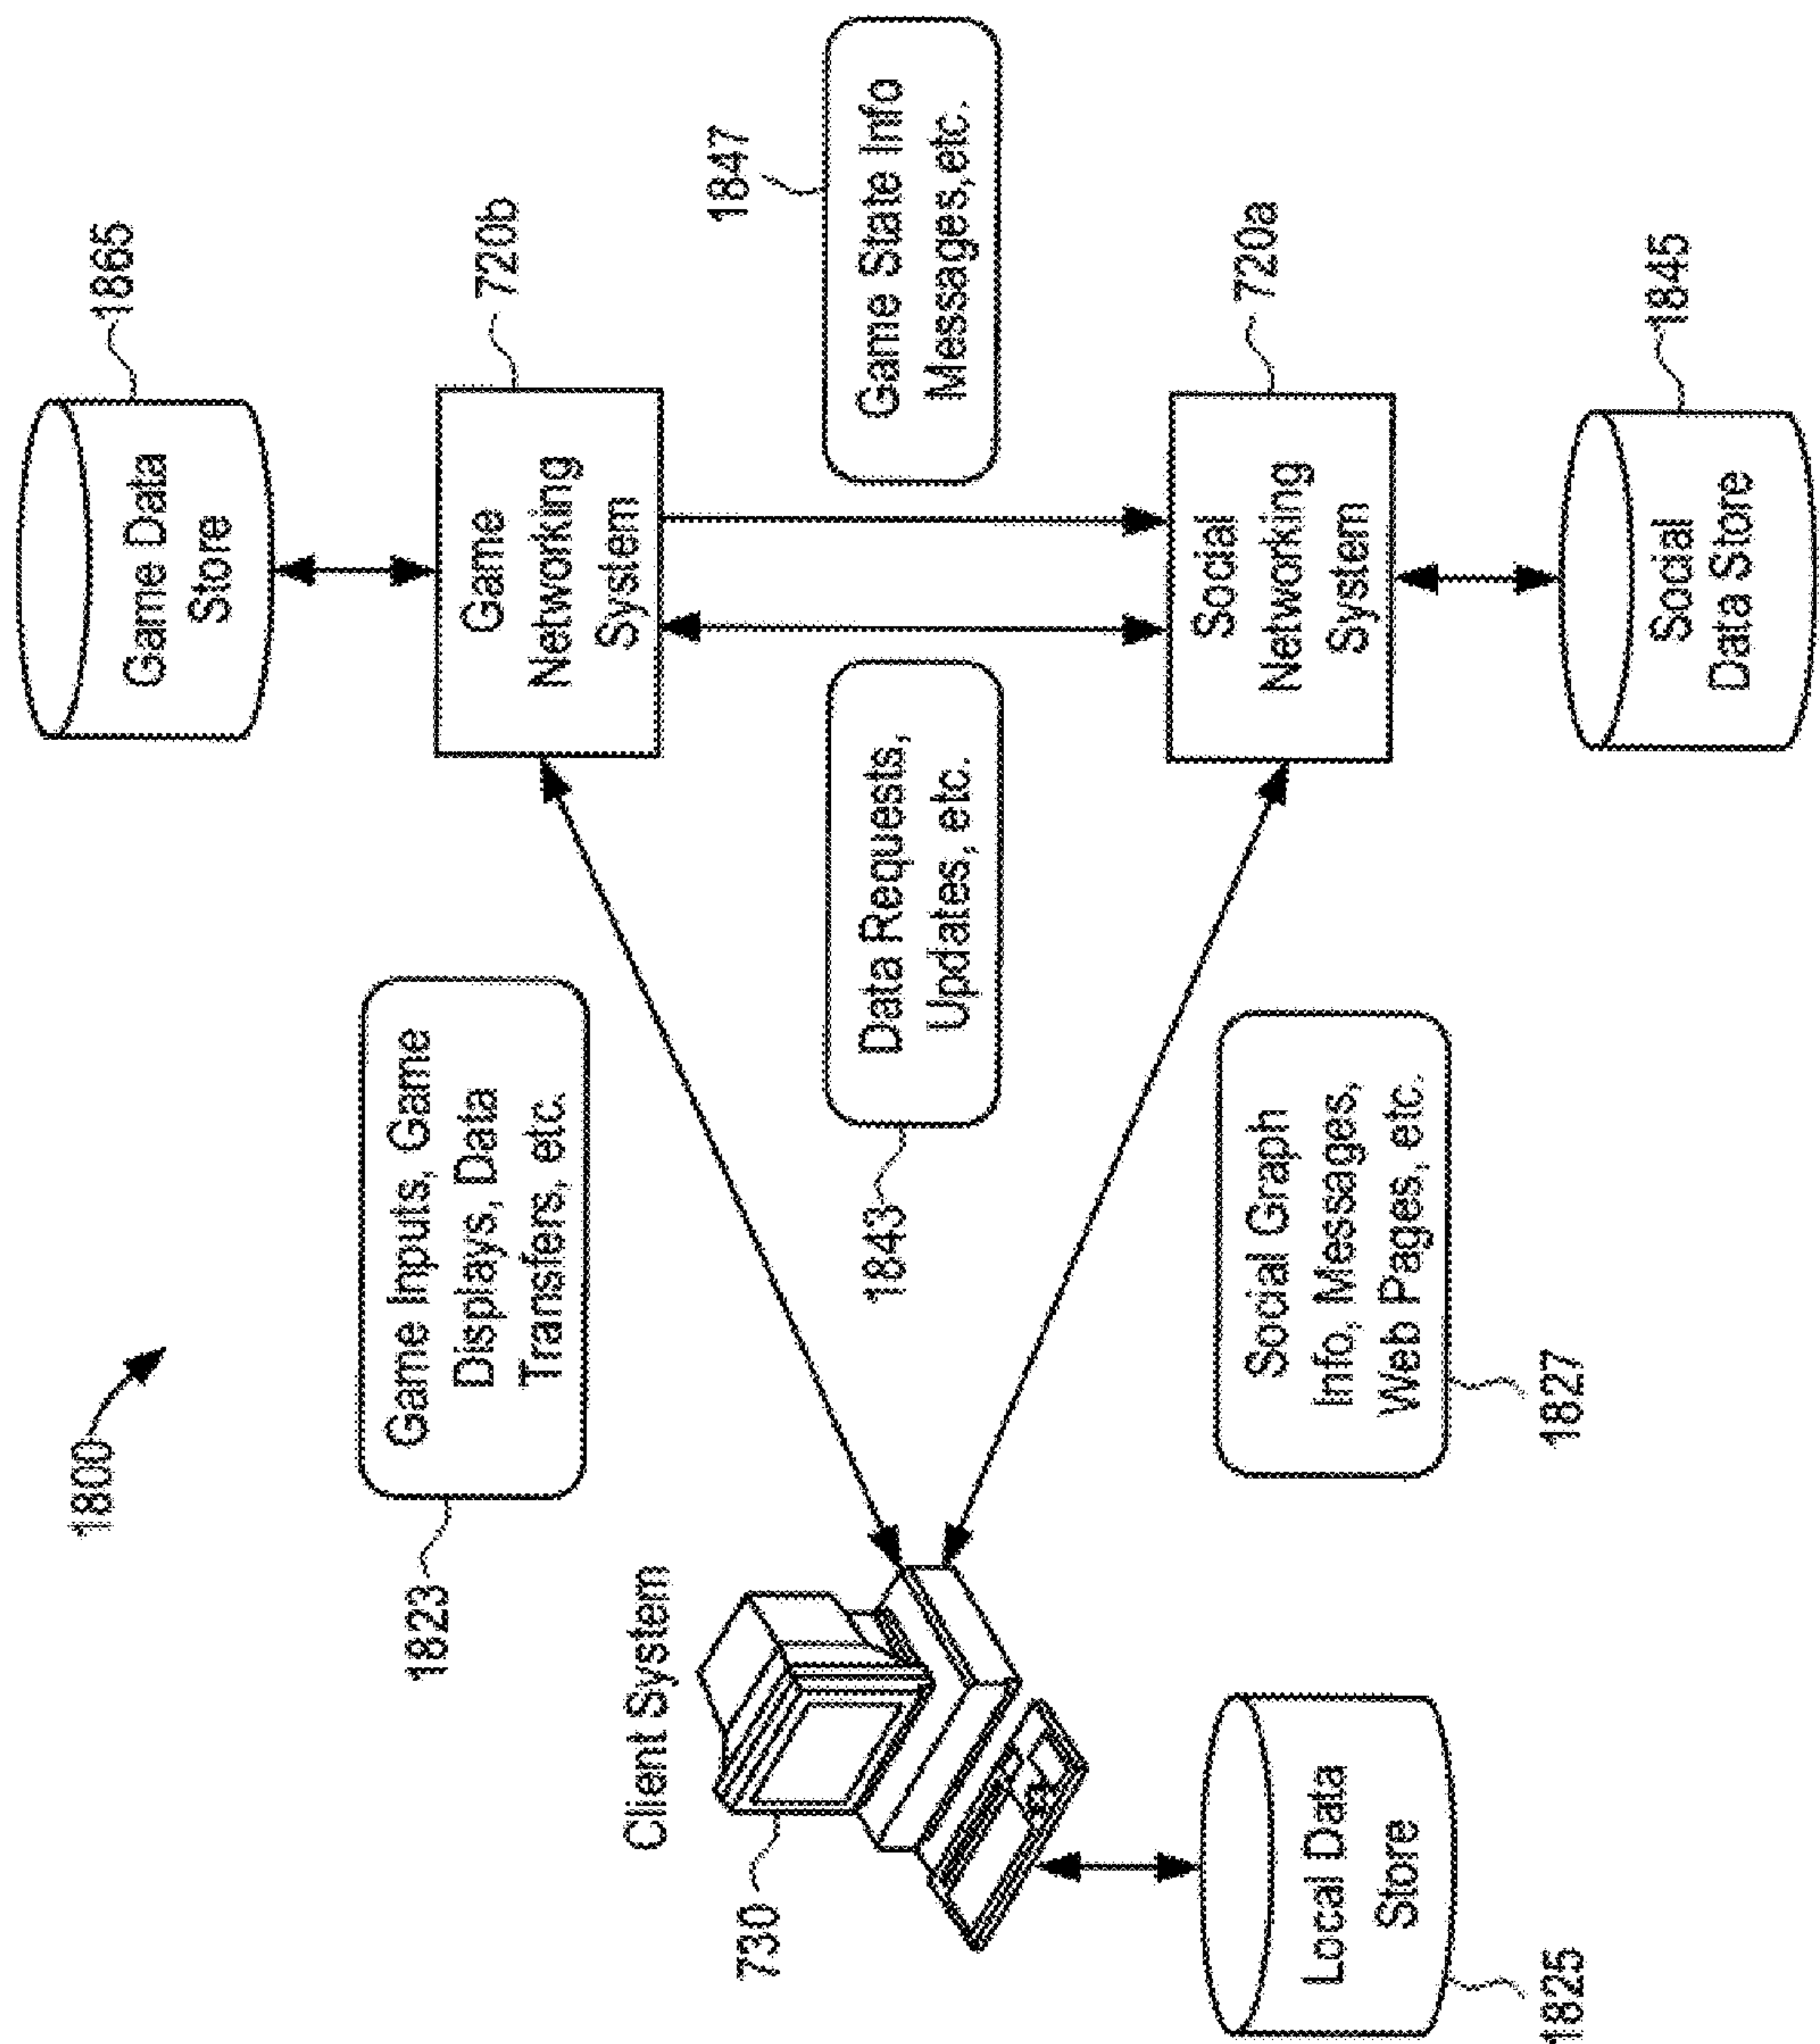 1800
1865
Game Data
Store
720b
Game
Networking
System
1823
Game Inputs, Game
Displays, Data
Transfers, etc.
Client System
730
1843
Data Requests,
Updates, etc.
1847
Game State Info
Messages,etc.
720a
Social
Networking
System
Social Graph
Info, Messages,
Web Pages, etc.
1827
1825
Local Data
Store
1845
Social
Data Store